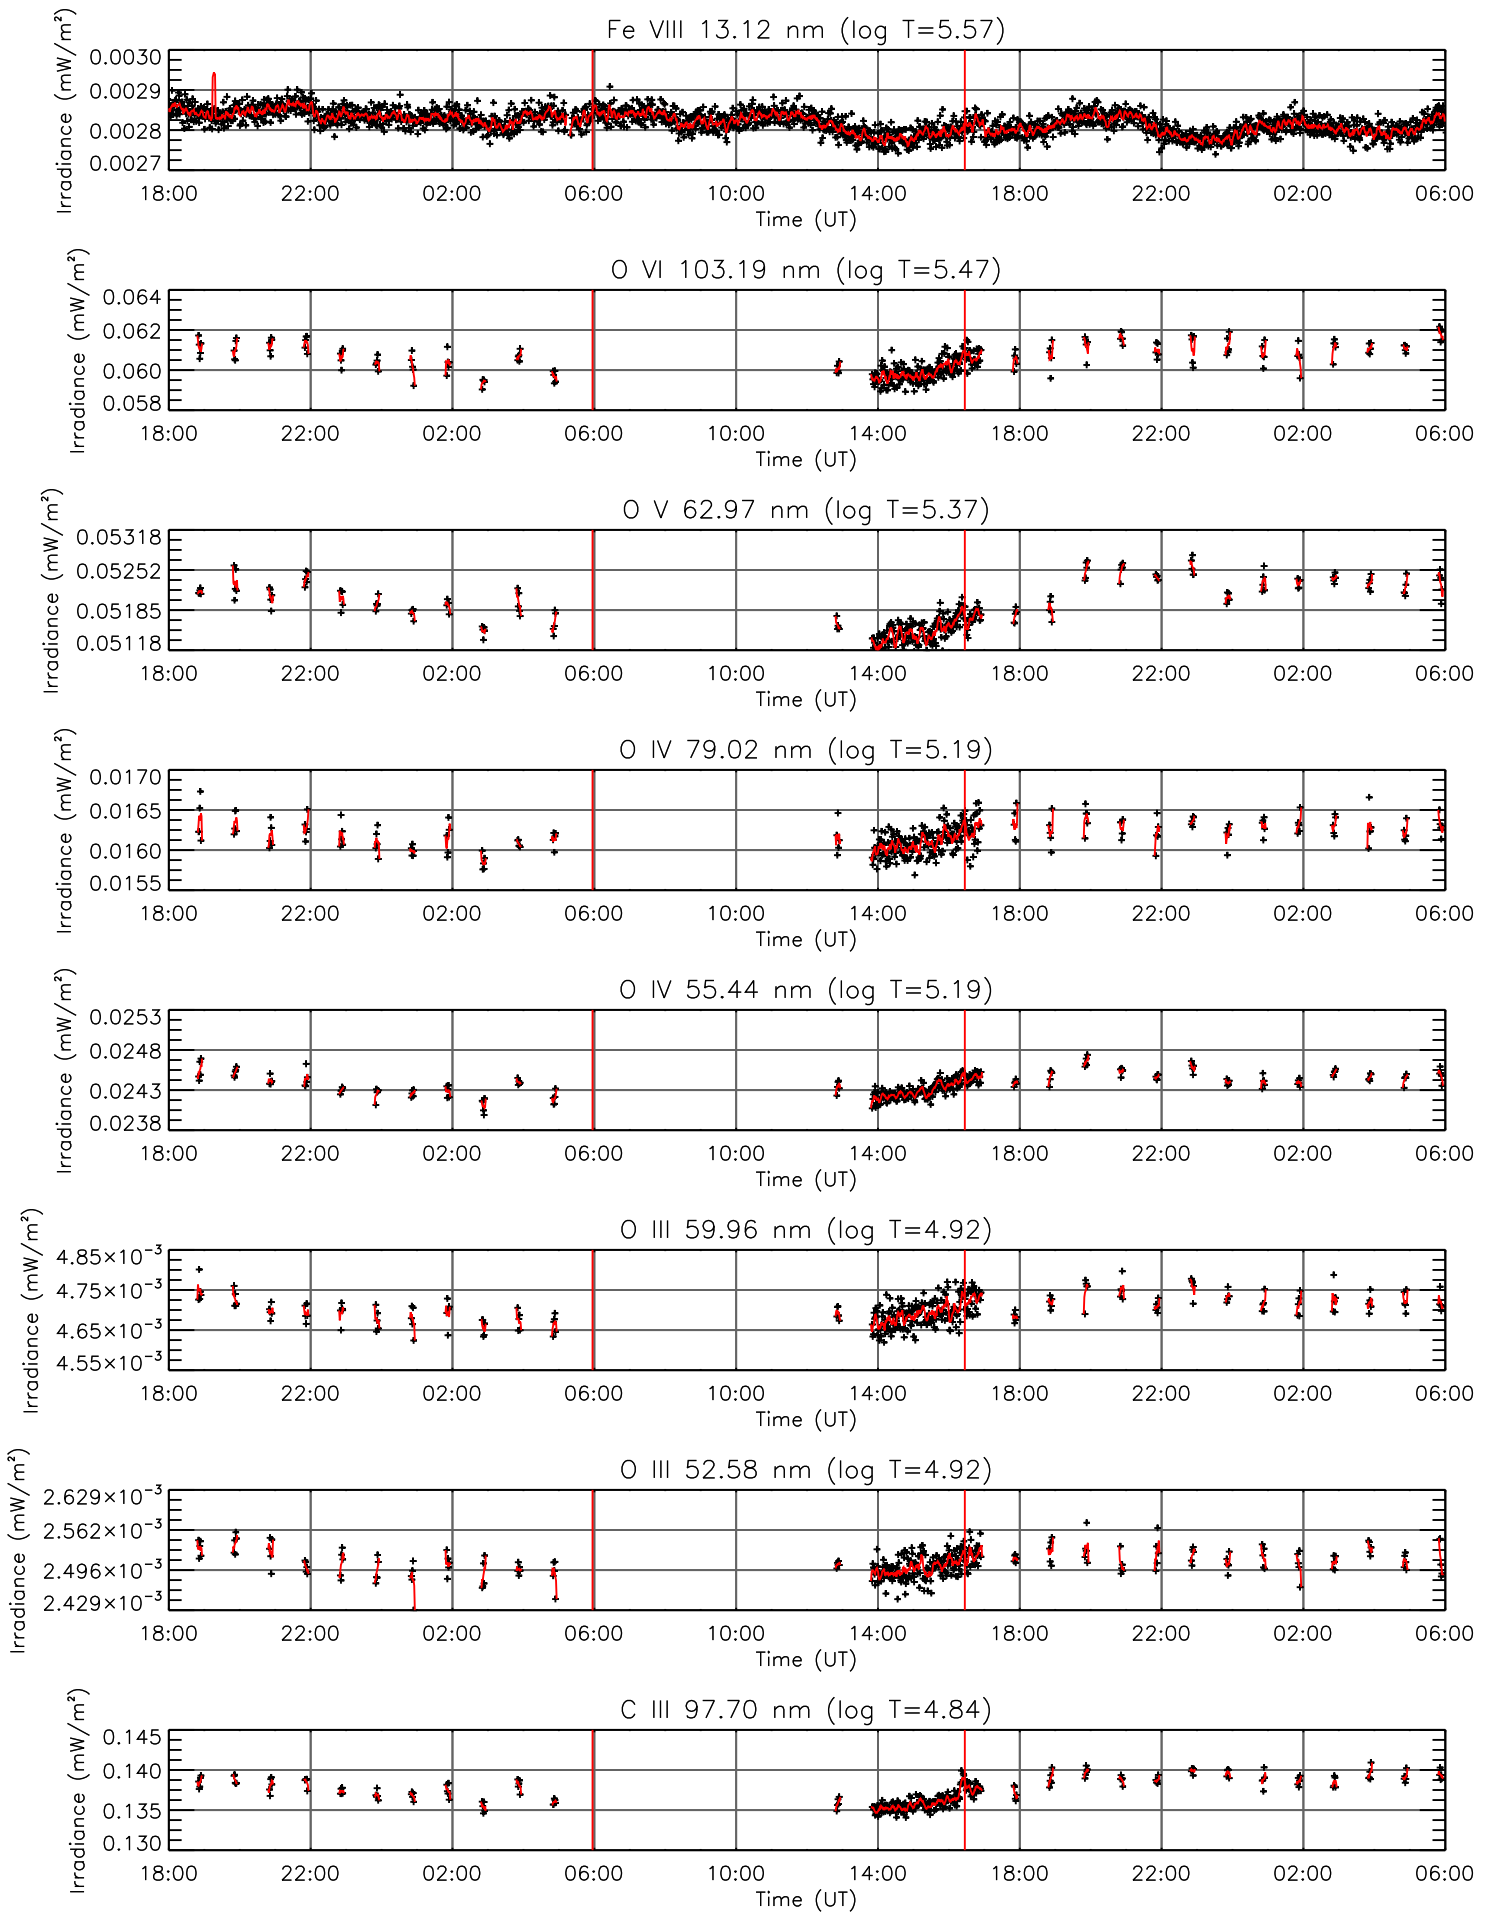 Fe VIII 13.12 nm (log T=5.57)
Irradiance (mW/m²)
0.0030
0.0029
0.0028
0.0027
18:00 22:00 02:00 06:00 10:00 14:00 18:00 22:00 02:00 06:00
Time (UT)
O VI 103.19 nm (log T=5.47)
Irradiance (mW/m²)
0.064
0.062
0.060
0.058
18:00 22:00 02:00 06:00 10:00 14:00 18:00 22:00 02:00 06:00
Time (UT)
O V 62.97 nm (log T=5.37)
Irradiance (mW/m²)
0.05318
0.05252
0.05185
0.05118
18:00 22:00 02:00 06:00 10:00 14:00 18:00 22:00 02:00 06:00
Time (UT)
O IV 79.02 nm (log T=5.19)
Irradiance (mW/m²)
0.0170
0.0165
0.0160
0.0155
18:00 22:00 02:00 06:00 10:00 14:00 18:00 22:00 02:00 06:00
Time (UT)
O IV 55.44 nm (log T=5.19)
Irradiance (mW/m²)
0.0253
0.0248
0.0243
0.0238
18:00 22:00 02:00 06:00 10:00 14:00 18:00 22:00 02:00 06:00
Time (UT)
O III 59.96 nm (log T=4.92)
Irradiance (mW/m²)
4.85×10⁻³
4.75×10⁻³
4.65×10⁻³
4.55×10⁻³
18:00 22:00 02:00 06:00 10:00 14:00 18:00 22:00 02:00 06:00
Time (UT)
O III 52.58 nm (log T=4.92)
Irradiance (mW/m²)
2.629×10⁻³
2.562×10⁻³
2.496×10⁻³
2.429×10⁻³
18:00 22:00 02:00 06:00 10:00 14:00 18:00 22:00 02:00 06:00
Time (UT)
C III 97.70 nm (log T=4.84)
Irradiance (mW/m²)
0.145
0.140
0.135
0.130
18:00 22:00 02:00 06:00 10:00 14:00 18:00 22:00 02:00 06:00
Time (UT)